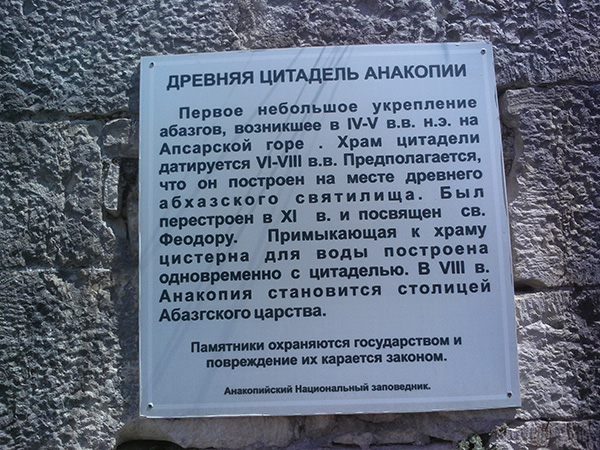 ДРЕВНЯЯ ЦИТАДЕЛЬ АНАКОПИИ
Первое небольшое укрепление
абазгов, возникшее в IV-V в.в. н.э. на
Апсарской горе . Храм цитадели
датируется VI-VIII в.в. Предполагается,
что он построен на месте древнего
абхазского святилища. Был
перестроен в XI в. и посвящен св.
Феодору. Примыкающая к храму
цистерна для воды построена
одновременно с цитаделью. В VIII в.
Анакопия становится столицей
Абазгского царства.
Памятники охраняются государством и
повреждение их карается законом.
Анакопийский Национальный заповедник.